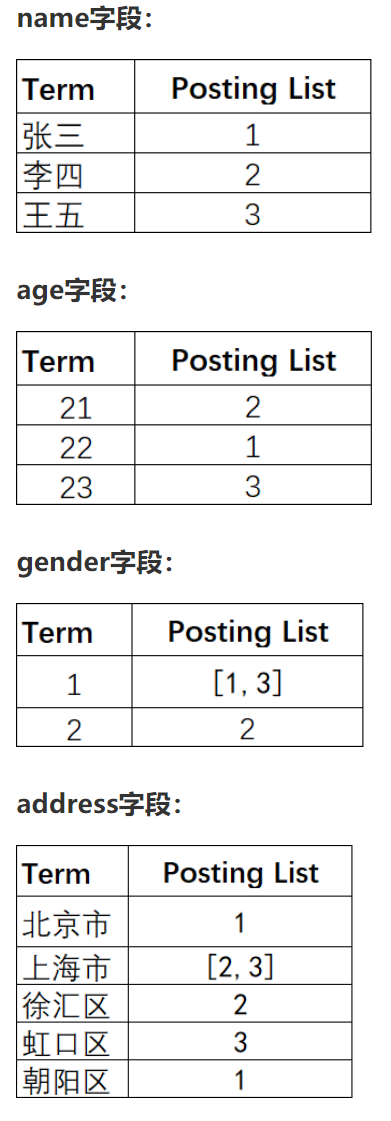 name字段：
Term Posting List
张三 1
李四 2
王五 3
age字段：
Term Posting List
21 2
22 1
23 3
gender字段：
Term Posting List
1 [1,3]
2 2
address字段：
Term Posting List
北京市 1
上海市 [2,3]
徐汇区 2
虹口区 3
朝阳区 1